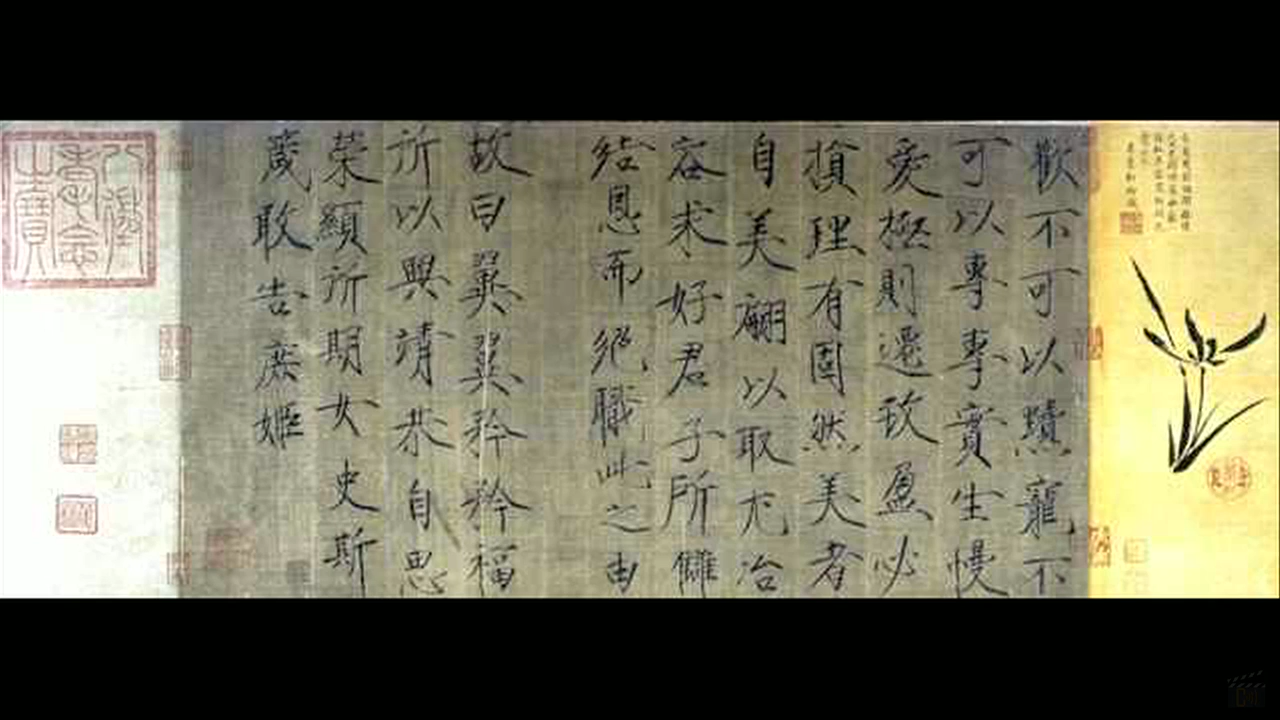 歡不可以黷寵不
可以專專實生慢
愛極則遷致盈必
損理有固然美者
自美翩以取尤冶
容求好君子所讎
結恩而絕職此之由
故曰翼翼矜矜福
所以興靖恭自思
榮顯所期女史斯
箴敢告庶姬